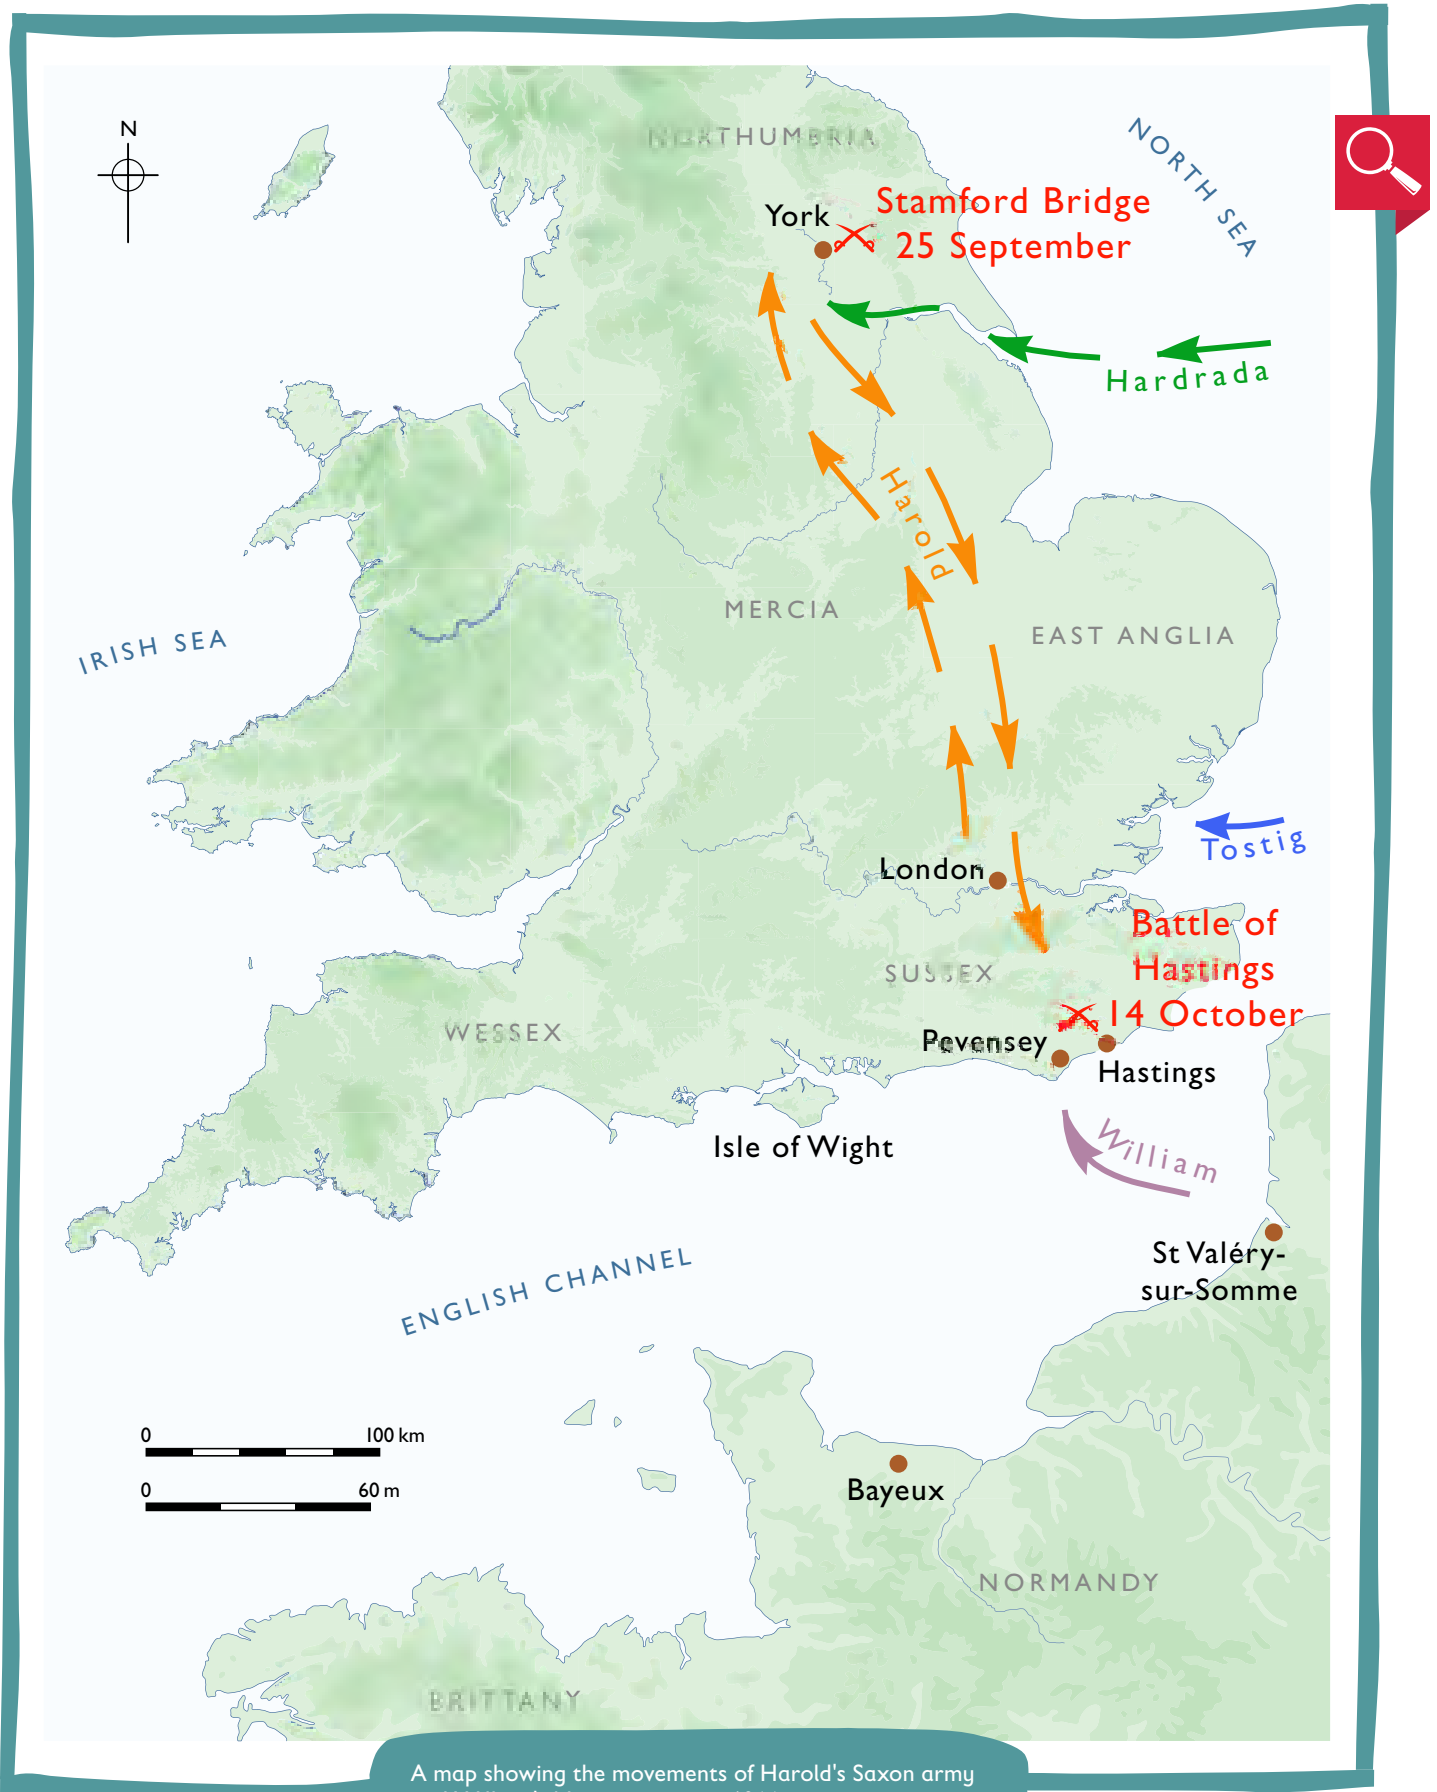 N
NORTHUMBRIA
NORTH SEA
York
Stamford Bridge
25 September
Hardrada
Harold
MERCIA
EAST ANGLIA
IRISH SEA
Tostig
London
Battle of
Hastings
14 October
SUSSEX
WESSEX
Pevensey
Hastings
Isle of Wight
William
St Valéry-
sur-Somme
ENGLISH CHANNEL
0 100 km
0 60 m
Bayeux
NORMANDY
BRITTANY
A map showing the movements of Harold's Saxon army